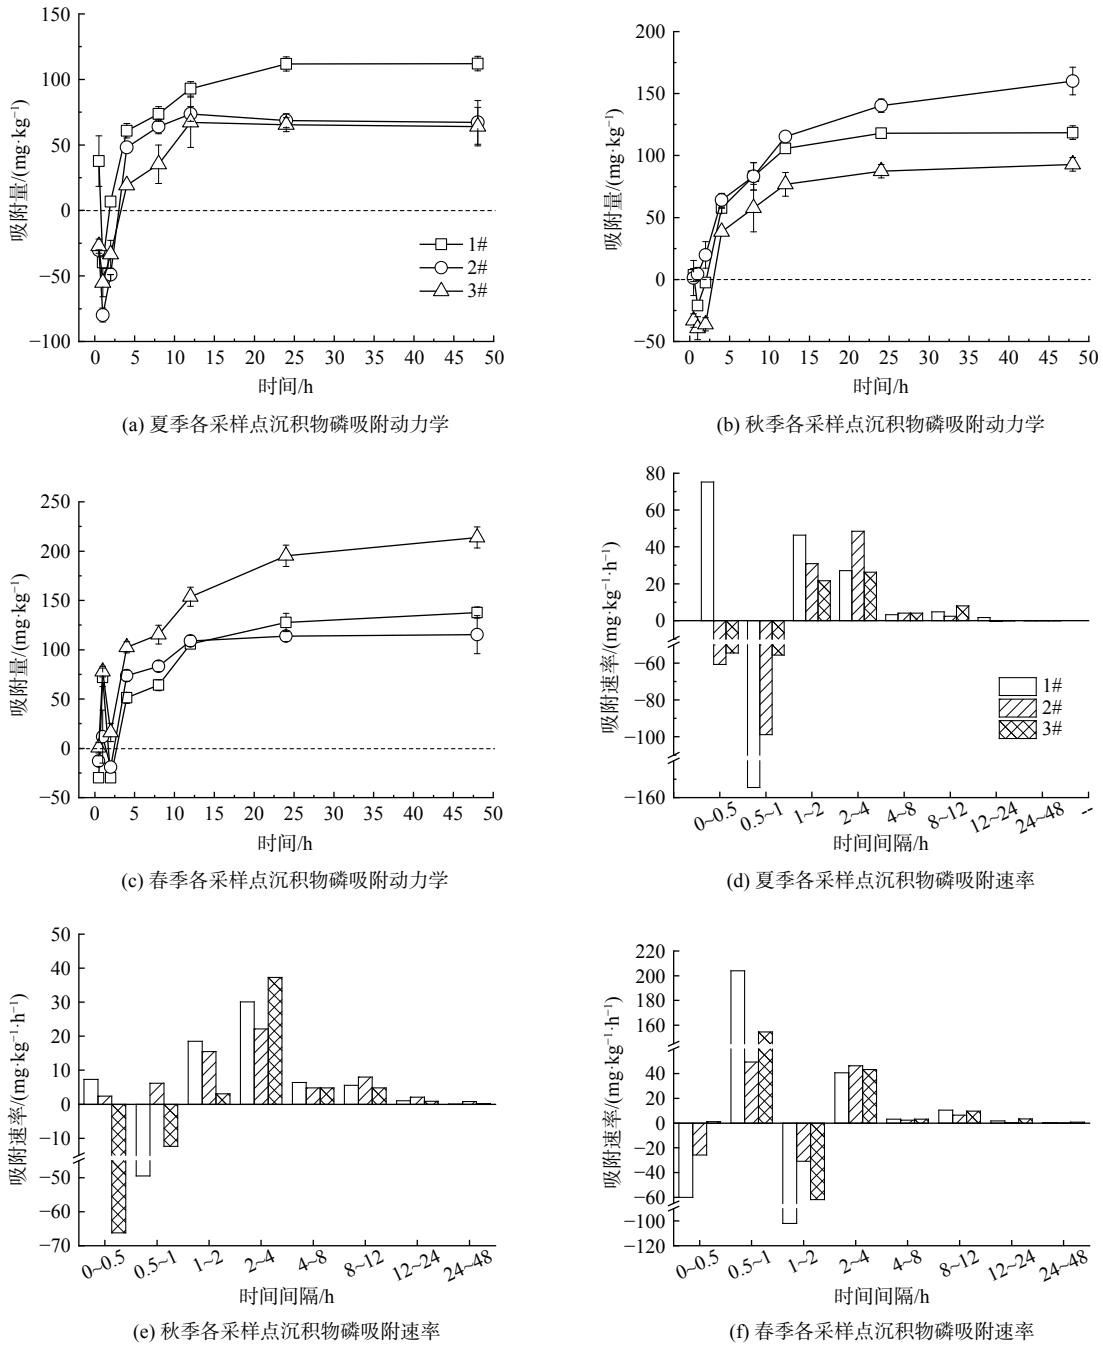 吸附量/(mg·kg⁻¹)
150
100
50
0
−50
−100
0 5 10 15 20 25 30 35 40 45 50
时间/h
1#
2#
3#
(a) 夏季各采样点沉积物磷吸附动力学
吸附量/(mg·kg⁻¹)
200
150
100
50
0
−50
0 5 10 15 20 25 30 35 40 45 50
时间/h
(b) 秋季各采样点沉积物磷吸附动力学
吸附量/(mg·kg⁻¹)
250
200
150
100
50
0
−50
0 5 10 15 20 25 30 35 40 45 50
时间/h
(c) 春季各采样点沉积物磷吸附动力学
吸附速率/(mg·kg⁻¹·h⁻¹)
80
60
40
20
0
−60
−80
−100
−160
1#
2#
3#
0~0.5 0.5~1 1~2 2~4 4~8 8~12 12~24 24~48 --
时间间隔/h
(d) 夏季各采样点沉积物磷吸附速率
吸附速率/(mg·kg⁻¹·h⁻¹)
50
40
30
20
10
0
−10
−50
−60
−70
0~0.5 0.5~1 1~2 2~4 4~8 8~12 12~24 24~48
时间间隔/h
(e) 秋季各采样点沉积物磷吸附速率
吸附速率/(mg·kg⁻¹·h⁻¹)
220
200
180
160
40
20
0
−20
−40
−60
−100
−120
0~0.5 0.5~1 1~2 2~4 4~8 8~12 12~24 24~48
时间间隔/h
(f) 春季各采样点沉积物磷吸附速率